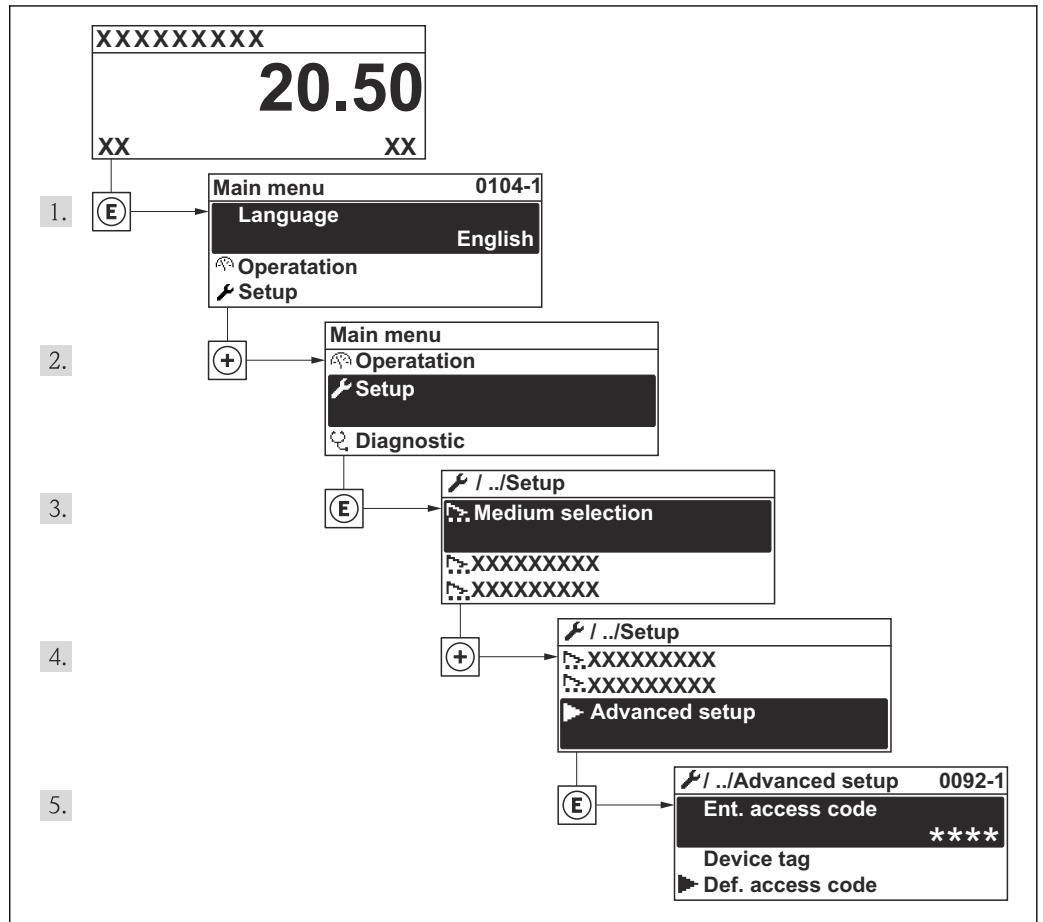 XXXXXXXXX
20.50
XX XX
1. E Main menu 0104-1
Language
English
Operatation
Setup
2. + Main menu
Operatation
Setup
Diagnostic
3. E / ../Setup
Medium selection
XXXXXXXXX
XXXXXXXXX
4. + / ../Setup
XXXXXXXXX
XXXXXXXXX
Advanced setup
5. E / ../Advanced setup 0092-1
Ent. access code
****
Device tag
Def. access code